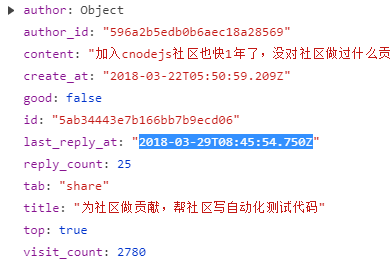 author: Object
author_id: "596a2b5edb0b6aec18a28569"
content: "加入cnodejs社区也快1年了，没对社区做过什么贡
create_at: "2018-03-22T05:50:59.209Z"
good: false
id: "5ab34443e7b166bb7b9ecd06"
last_reply_at: "2018-03-29T08:45:54.750Z"
reply_count: 25
tab: "share"
title: "为社区做贡献，帮社区写自动化测试代码"
top: true
visit_count: 2780